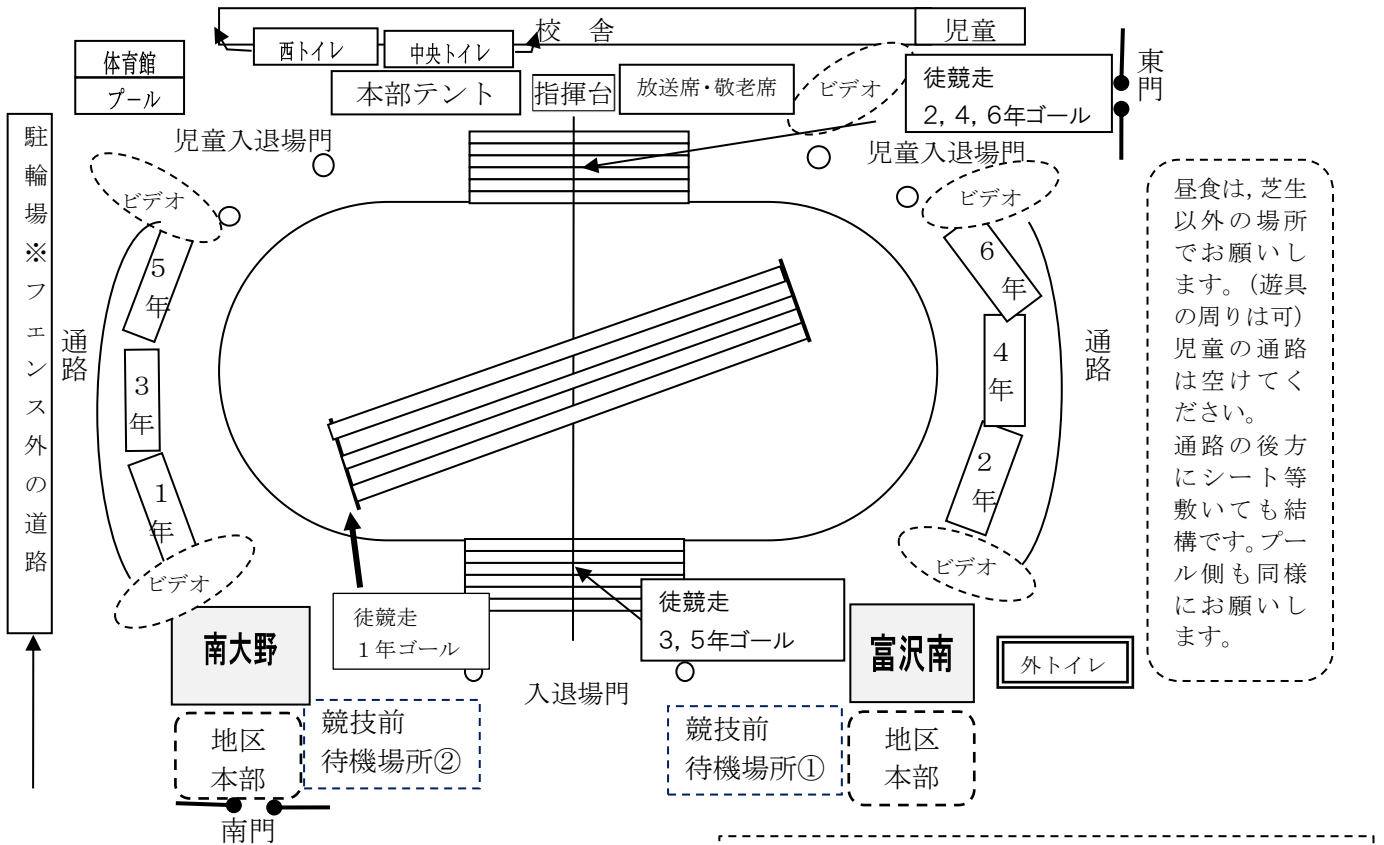 校 舎
児童
西トイレ
中央トイレ
体育館
プール
本部テント
指揮台
放送席・敬老席
ビデオ
徒競走
2, 4, 6年ゴール
東門
駐輪場※フェンス外の道路
児童入退場門
児童入退場門
ビデオ
ビデオ
通路
5年
3年
1年
6年
4年
2年
通路
昼食は, 芝生
以外の場所
でお願いし
ます。(遊具
の周りは可)
児童の通路
は空けてく
ださい。
通路の後方
にシート等
敷いても結
構です。プー
ル側も同様
にお願いし
ます。
ビデオ
ビデオ
南大野
徒競走
1年ゴール
徒競走
3, 5年ゴール
富沢南
外トイレ
入退場門
地区
本部
競技前
待機場所②
競技前
待機場所①
地区
本部
南門